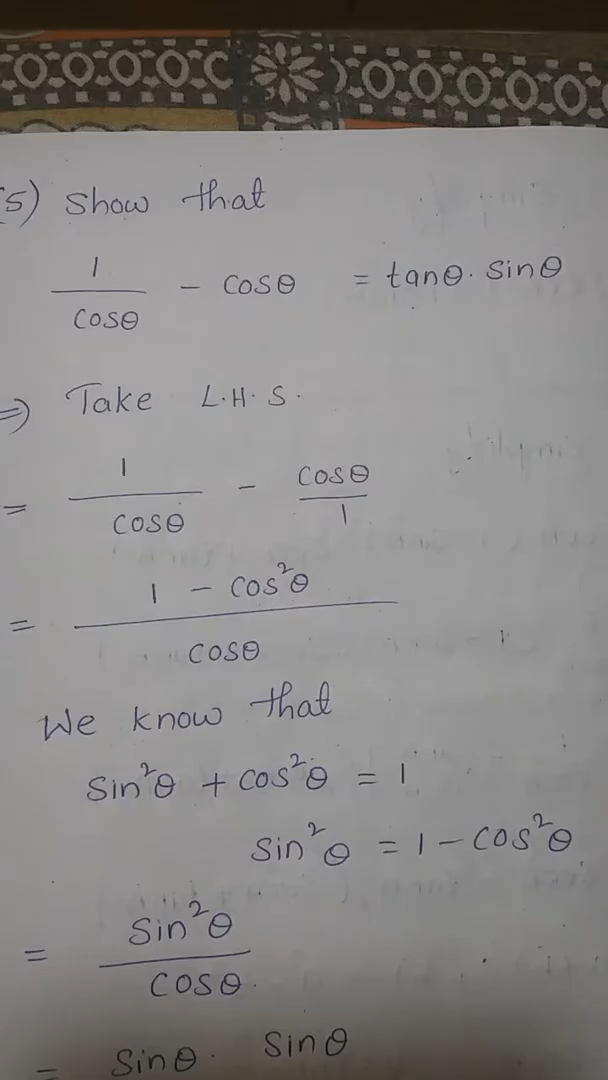 5) Show that
1/cosθ - cosθ = tanθ. sinθ
=) Take L.H.S.
= 1/cosθ - cosθ/1
= 1 - cos²θ/cosθ
We know that
sin²θ + cos²θ = 1
sin²θ = 1 - cos²θ
= sin²θ/cosθ.
= sinθ. sinθ